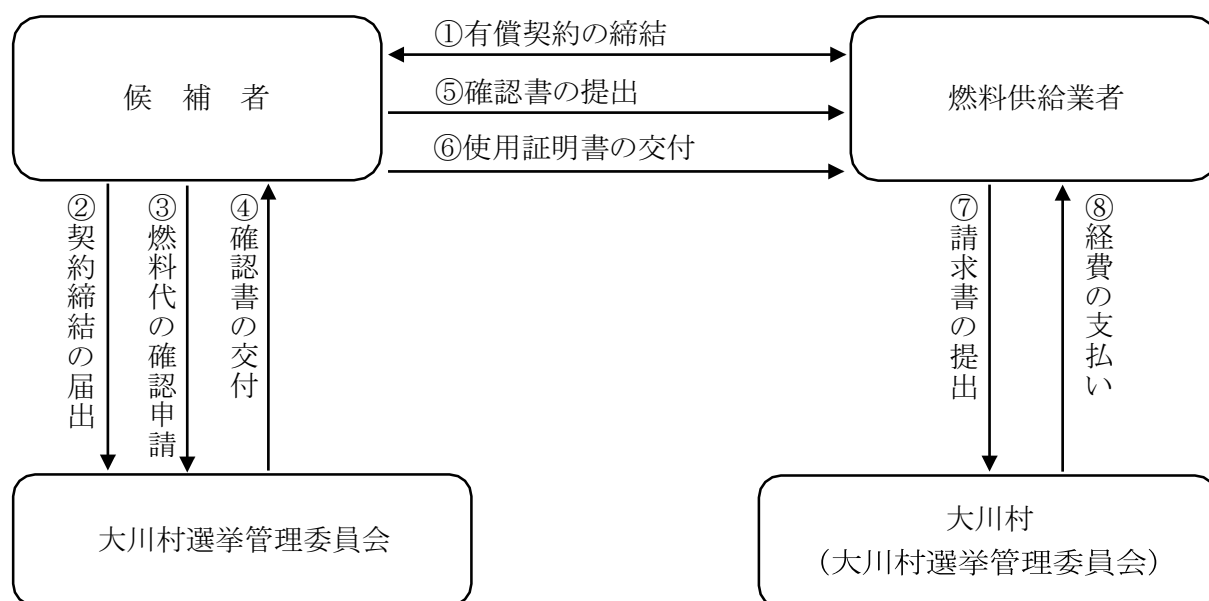 候　補　者
①有償契約の締結
⑤確認書の提出
⑥使用証明書の交付
燃料供給業者
②契約締結の届出
③燃料代の確認申請
④確認書の交付
⑦請求書の提出
⑧経費の支払い
大川村選挙管理委員会
大川村
（大川村選挙管理委員会）